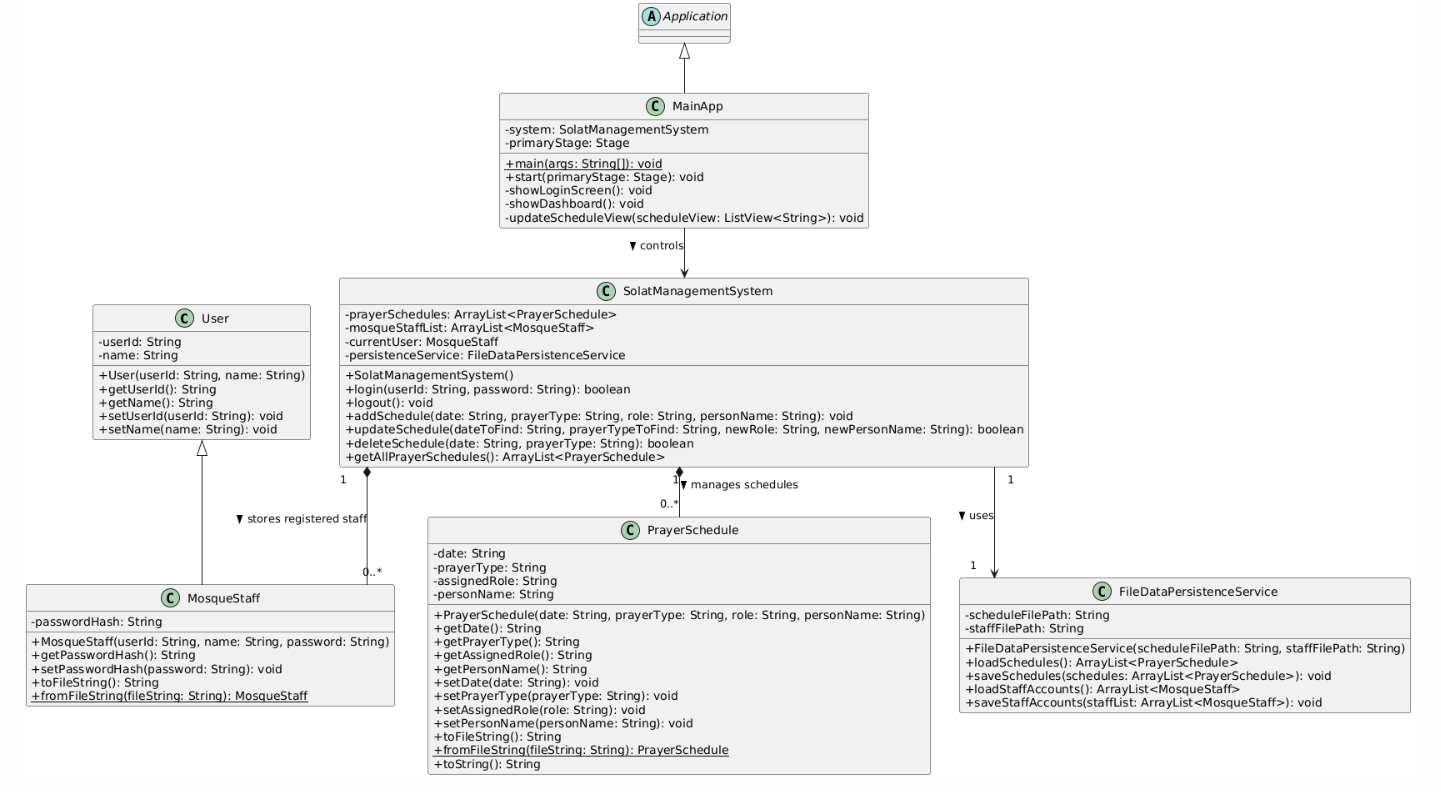 A Application
C MainApp
-system: SolatManagementSystem
-primaryStage: Stage
+main(args: String[]): void
+start(primaryStage: Stage): void
-showLoginScreen(): void
-showDashboard(): void
-updateScheduleView(scheduleView: ListView<String>): void
controls
C SolatManagementSystem
-prayerSchedules: ArrayList<PrayerSchedule>
-mosqueStaffList: ArrayList<MosqueStaff>
-currentUser: MosqueStaff
-persistenceService: FileDataPersistenceService
+SolatManagementSystem()
+login(userId: String, password: String): boolean
+logout(): void
+addSchedule(date: String, prayerType: String, role: String, personName: String): void
+updateSchedule(dateToFind: String, prayerTypeToFind: String, newRole: String, newPersonName: String): boolean
+deleteSchedule(date: String, prayerType: String): boolean
+getAllPrayerSchedules(): ArrayList<PrayerSchedule>
C User
-userId: String
-name: String
+User(userId: String, name: String)
+getUserId(): String
+getName(): String
+setUserId(userId: String): void
+setName(name: String): void
1
stores registered staff
0..*
1
manages schedules
0..*
1
uses
1
C MosqueStaff
-passwordHash: String
+MosqueStaff(userId: String, name: String, password: String)
+getPasswordHash(): String
+setPasswordHash(password: String): void
+toFileString(): String
+fromFileString(fileString: String): MosqueStaff
C PrayerSchedule
-date: String
-prayerType: String
-assignedRole: String
-personName: String
+PrayerSchedule(date: String, prayerType: String, role: String, personName: String)
+getDate(): String
+getPrayerType(): String
+getAssignedRole(): String
+getPersonName(): String
+setDate(date: String): void
+setPrayerType(prayerType: String): void
+setAssignedRole(role: String): void
+setPersonName(personName: String): void
+toFileString(): String
+fromFileString(fileString: String): PrayerSchedule
+toString(): String
C FileDataPersistenceService
-scheduleFilePath: String
-staffFilePath: String
+FileDataPersistenceService(scheduleFilePath: String, staffFilePath: String)
+loadSchedules(): ArrayList<PrayerSchedule>
+saveSchedules(schedules: ArrayList<PrayerSchedule>): void
+loadStaffAccounts(): ArrayList<MosqueStaff>
+saveStaffAccounts(staffList: ArrayList<MosqueStaff>): void